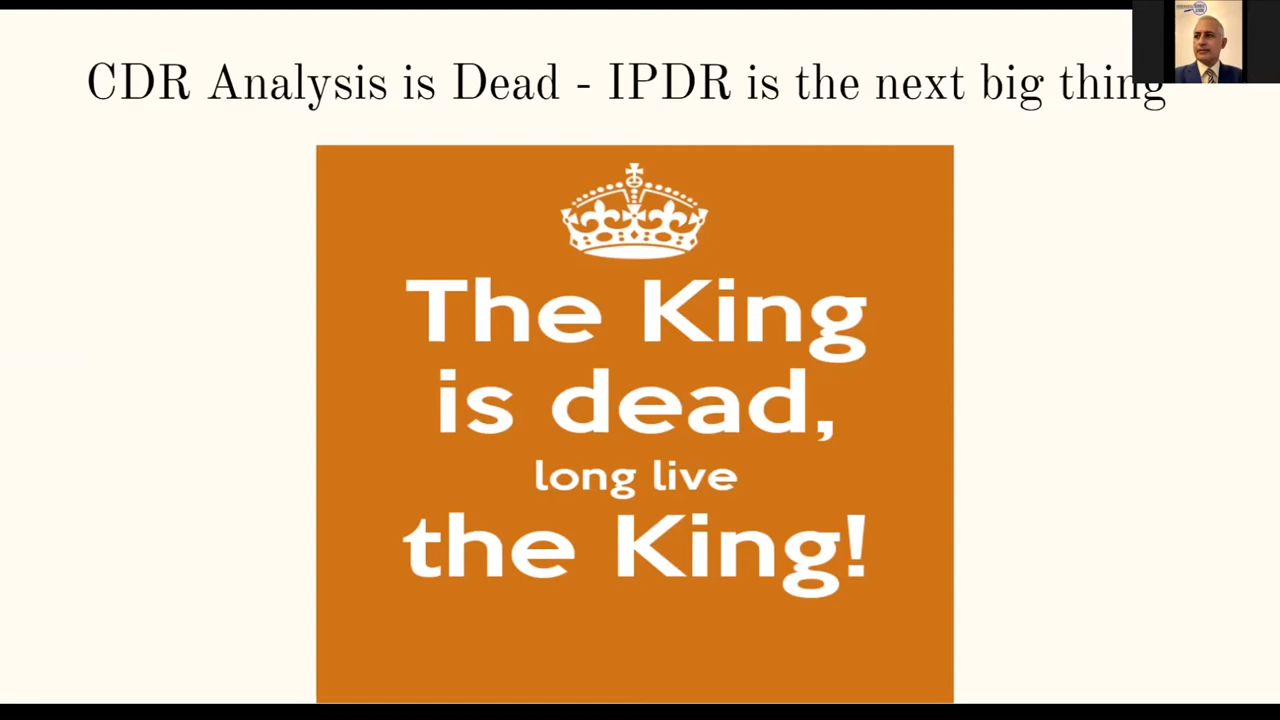 CDR Analysis is Dead - IPDR is the next big thing
The King
is dead,
long live
the King!